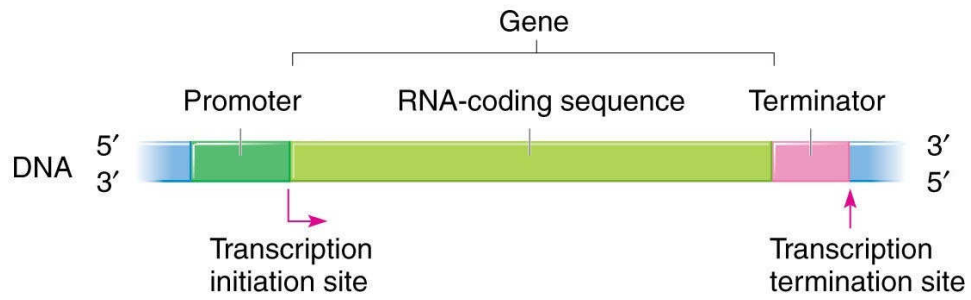 Gene
Promoter RNA-coding sequence Terminator
5′ 3′
DNA
3′ 5′
Transcription Transcription
initiation site termination site